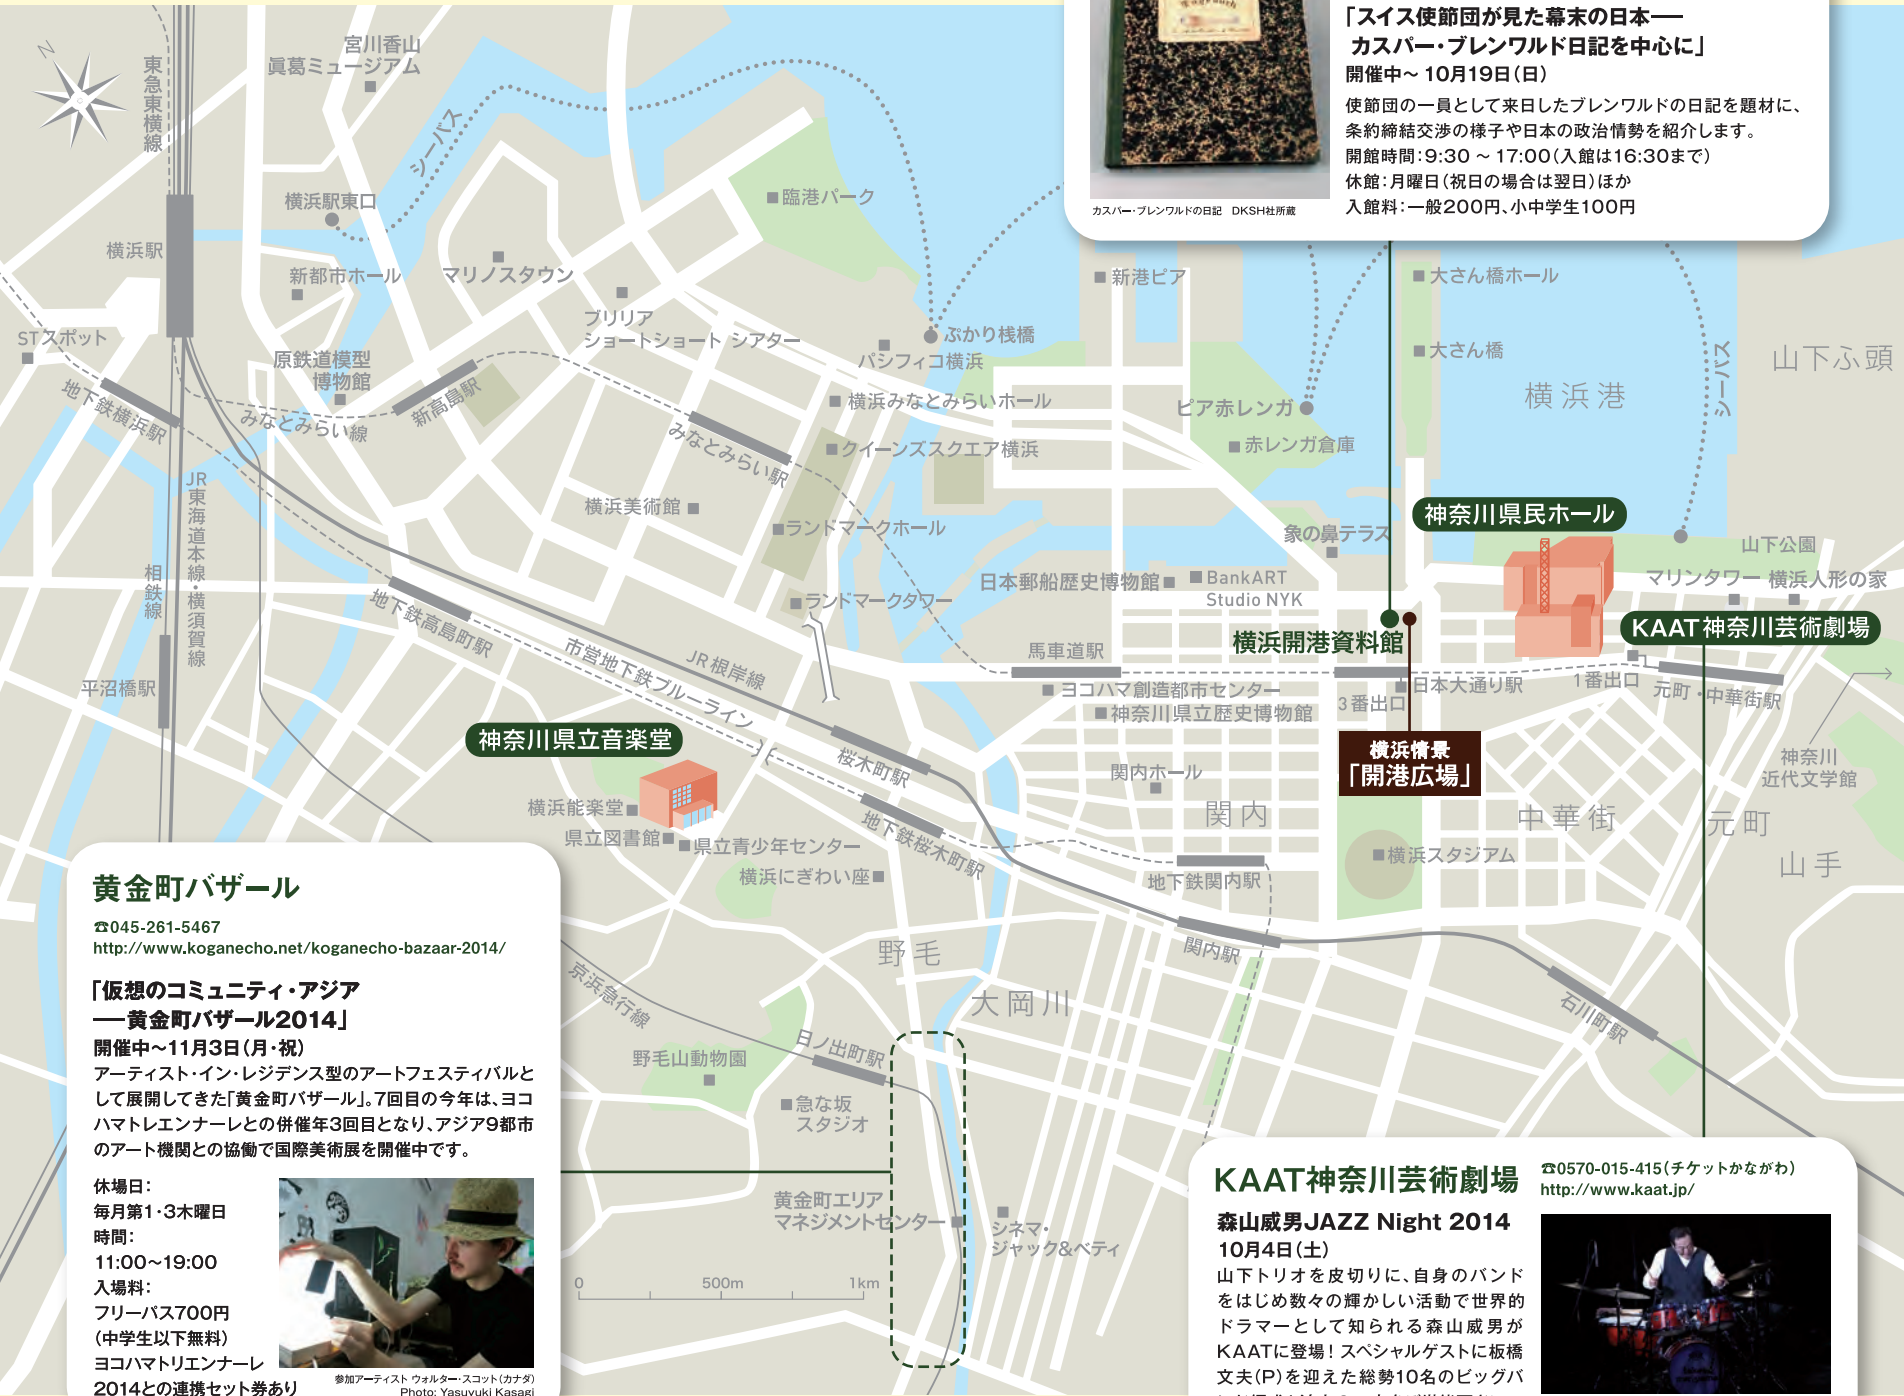 「スイス使節団が見た幕末の日本──
カスパー・ブレンワルド日記を中心に」
開催中～10月19日(日)
使節団の一員として来日したブレンワルドの日記を題材に、
条約締結交渉の様子や日本の政治情勢を紹介します。
開館時間：9:30 ～ 17:00(入館は16:30まで)
休館：月曜日(祝日の場合は翌日)ほか
入館料：一般200円、小中学生100円
カスパー・ブレンワルドの日記　DKSH社所蔵
N
東急東横線
宮川香山
眞葛ミュージアム
シーバス
横浜駅東口
横浜駅
新都市ホール
マリノスタウン
臨港パーク
ブリリア
ショートショート シアター
STスポット
原鉄道模型
博物館
新高島駅
地下鉄横浜駅
みなとみらい線
ぷかり桟橋
パシフィコ横浜
横浜みなとみらいホール
クイーンズスクエア横浜
みなとみらい駅
横浜美術館
ランドマークホール
ランドマークタワー
新港ピア
ピア赤レンガ
赤レンガ倉庫
大さん橋ホール
大さん橋
横浜港
シーバス
山下ふ頭
神奈川県民ホール
象の鼻テラス
山下公園
マリンタワー
横浜人形の家
KAAT神奈川芸術劇場
日本郵船歴史博物館
BankART
Studio NYK
横浜開港資料館
馬車道駅
ヨコハマ創造都市センター
神奈川県立歴史博物館
3番出口
日本大通り駅
1番出口
元町・中華街駅
横浜情景
「開港広場」
神奈川
近代文学館
JR東海道本線・横須賀線
相鉄線
平沼橋駅
地下鉄高島町駅
市営地下鉄ブルーライン
JR根岸線
神奈川県立音楽堂
桜木町駅
地下鉄桜木町駅
横浜能楽堂
県立図書館
県立青少年センター
横浜にぎわい座
関内ホール
関内
地下鉄関内駅
横浜スタジアム
中華街
元町
山手
関内駅
石川町駅
野毛
大岡川
京浜急行線
日ノ出町駅
野毛山動物園
急な坂
スタジオ
黄金町エリア
マネジメントセンター
シネマ・
ジャック&ベティ
0
500m
1km
黄金町バザール
☎045-261-5467
http://www.koganecho.net/koganecho-bazaar-2014/
「仮想のコミュニティ・アジア
──黄金町バザール2014」
開催中～11月3日(月・祝)
アーティスト・イン・レジデンス型のアートフェスティバルと
して展開してきた「黄金町バザール」。7回目の今年は、ヨコ
ハマトレエンナーレとの併催年3回目となり、アジア9都市
のアート機関との協働で国際美術展を開催中です。
休場日：
毎月第1・3木曜日
時間：
11:00～19:00
入場料：
フリーパス700円
(中学生以下無料)
ヨコハマトリエンナーレ
2014との連携セット券あり
参加アーティスト ウォルター・スコット(カナダ)
Photo: Yasuyuki Kasagi
KAAT神奈川芸術劇場
☎0570-015-415(チケットかながわ)
http://www.kaat.jp/
森山威男JAZZ Night 2014
10月4日(土)
山下トリオを皮切りに、自身のバンド
をはじめ数々の輝かしい活動で世界的
ドラマーとして知られる森山威男が
KAATに登場！スペシャルゲストに板橋
文夫(P)を迎えた総勢10名のビッグバ